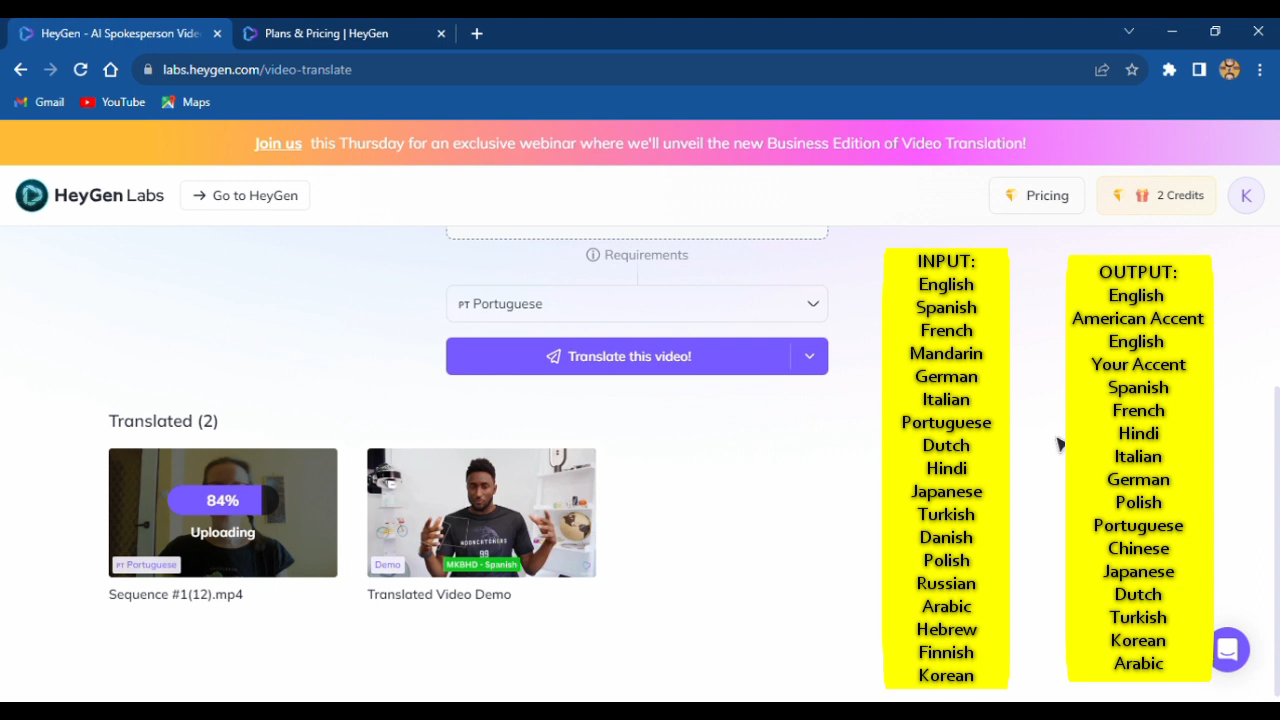 HeyGen - AI Spokesperson Vide
Plans & Pricing | HeyGen
labs.heygen.com/video-translate
Gmail
YouTube
Maps
Join us this Thursday for an exclusive webinar where we'll unveil the new Business Edition of Video Translation!
HeyGen Labs
Go to HeyGen
Pricing
2 Credits
K
Requirements
PT Portuguese
Translate this video!
Translated (2)
84%
Uploading
PT Portuguese
Sequence #1(12).mp4
Demo
MKBHD - Spanish
Translated Video Demo
INPUT:
English
Spanish
French
Mandarin
German
Italian
Portuguese
Dutch
Hindi
Japanese
Turkish
Danish
Polish
Russian
Arabic
Hebrew
Finnish
Korean
OUTPUT:
English
American Accent
English
Your Accent
Spanish
French
Hindi
Italian
German
Polish
Portuguese
Chinese
Japanese
Dutch
Turkish
Korean
Arabic